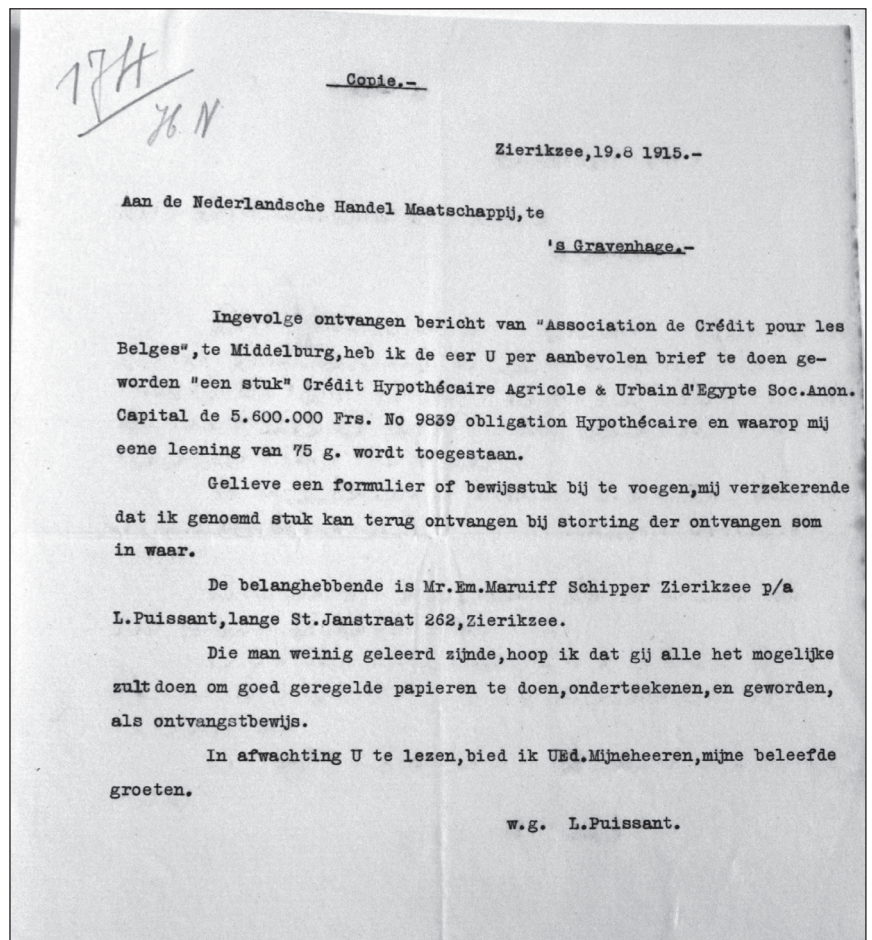 17H
H. N
Copie.-
Zierikzee,19.8 1915.-
Aan de Nederlandsche Handel Maatschappij,te
's Gravenhage.-
Ingevolge ontvangen bericht van "Association de Crédit pour les
Belges",te Middelburg,heb ik de eer U per aanbevolen brief te doen ge-
worden "een stuk" Crédit Hypothécaire Agricole & Urbain d'Egypte Soc.Anon.
Capital de 5.600.000 Frs. No 9839 obligation Hypothécaire en waarop mij
eene leening van 75 g. wordt toegestaan.
Gelieve een formulier of bewijsstuk bij te voegen,mij verzekerende
dat ik genoemd stuk kan terug ontvangen bij storting der ontvangen som
in waar.
De belanghebbende is Mr.Em.Maruiff Schipper Zierikzee p/a
L.Puissant,lange St.Janstraat 262,Zierikzee.
Die man weinig geleerd zijnde,hoop ik dat gij alle het mogelijke
zult doen om goed geregelde papieren te doen,onderteekenen,en geworden,
als ontvangstbewijs.
In afwachting U te lezen,bied ik UEd.Mijneheeren,mijne beleefde
groeten.
w.g. L.Puissant.